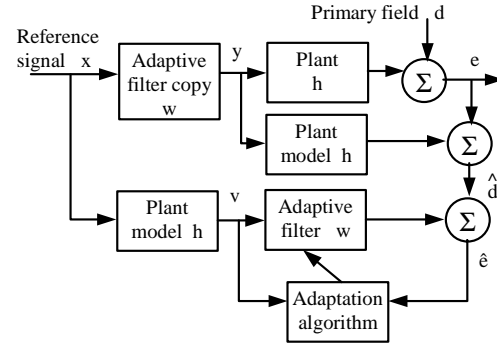 Primary field d
Reference
signal x
Adaptive
filter copy
w
y
Plant
h
Σ
e
Plant
model h
Σ
d̂
Plant
model h
v
Adaptive
filter w
Σ
ê
Adaptation
algorithm